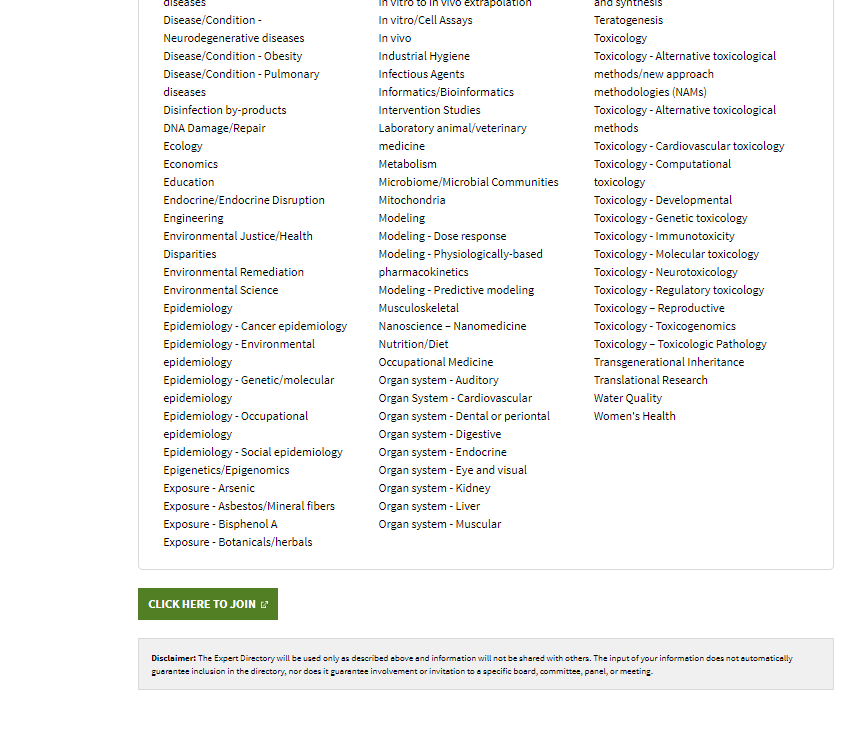 diseases
Disease/Condition -
Neurodegenerative diseases
Disease/Condition - Obesity
Disease/Condition - Pulmonary
diseases
Disinfection by-products
DNA Damage/Repair
Ecology
Economics
Education
Endocrine/Endocrine Disruption
Engineering
Environmental Justice/Health
Disparities
Environmental Remediation
Environmental Science
Epidemiology
Epidemiology - Cancer epidemiology
Epidemiology - Environmental
epidemiology
Epidemiology - Genetic/molecular
epidemiology
Epidemiology - Occupational
epidemiology
Epidemiology - Social epidemiology
Epigenetics/Epigenomics
Exposure - Arsenic
Exposure - Asbestos/Mineral fibers
Exposure - Bisphenol A
Exposure - Botanicals/herbals
In vitro to in vivo extrapolation
In vitro/Cell Assays
In vivo
Industrial Hygiene
Infectious Agents
Informatics/Bioinformatics
Intervention Studies
Laboratory animal/veterinary
medicine
Metabolism
Microbiome/Microbial Communities
Mitochondria
Modeling
Modeling - Dose response
Modeling - Physiologically-based
pharmacokinetics
Modeling - Predictive modeling
Musculoskeletal
Nanoscience – Nanomedicine
Nutrition/Diet
Occupational Medicine
Organ system - Auditory
Organ System - Cardiovascular
Organ system - Dental or periontal
Organ system - Digestive
Organ system - Endocrine
Organ system - Eye and visual
Organ system - Kidney
Organ system - Liver
Organ system - Muscular
and synthesis
Teratogenesis
Toxicology
Toxicology - Alternative toxicological
methods/new approach
methodologies (NAMs)
Toxicology - Alternative toxicological
methods
Toxicology - Cardiovascular toxicology
Toxicology - Computational
toxicology
Toxicology - Developmental
Toxicology - Genetic toxicology
Toxicology - Immunotoxicity
Toxicology - Molecular toxicology
Toxicology - Neurotoxicology
Toxicology - Regulatory toxicology
Toxicology – Reproductive
Toxicology - Toxicogenomics
Toxicology – Toxicologic Pathology
Transgenerational Inheritance
Translational Research
Water Quality
Women's Health
CLICK HERE TO JOIN
Disclaimer: The Expert Directory will be used only as described above and information will not be shared with others. The input of your information does not automatically
guarantee inclusion in the directory, nor does it guarantee involvement or invitation to a specific board, committee, panel, or meeting.